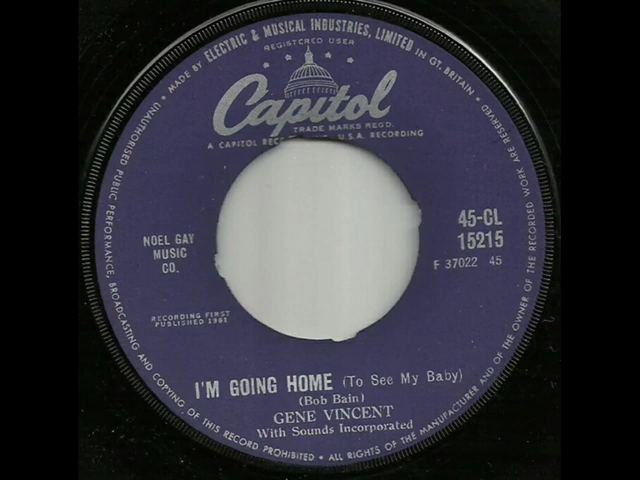 MADE BY ELECTRIC & MUSICAL INDUSTRIES, LIMITED IN GT. BRITAIN •
REGISTERED USER
Capitol
TRADE MARKS REGD.
A CAPITOL U.S.A. RECORDING
45-CL
15215
F 37022 45
NOEL GAY
MUSIC
CO.
RECORDING FIRST
PUBLISHED 1961
I'M GOING HOME (To See My Baby)
(Bob Bain)
GENE VINCENT
With Sounds Incorporated
• UNAUTHORISED PUBLIC PERFORMANCE, BROADCASTING AND COPYING OF THIS RECORD PROHIBITED • ALL RIGHTS OF THE MANUFACTURER AND OF THE OWNER OF THE RECORDED WORK ARE RESERVED